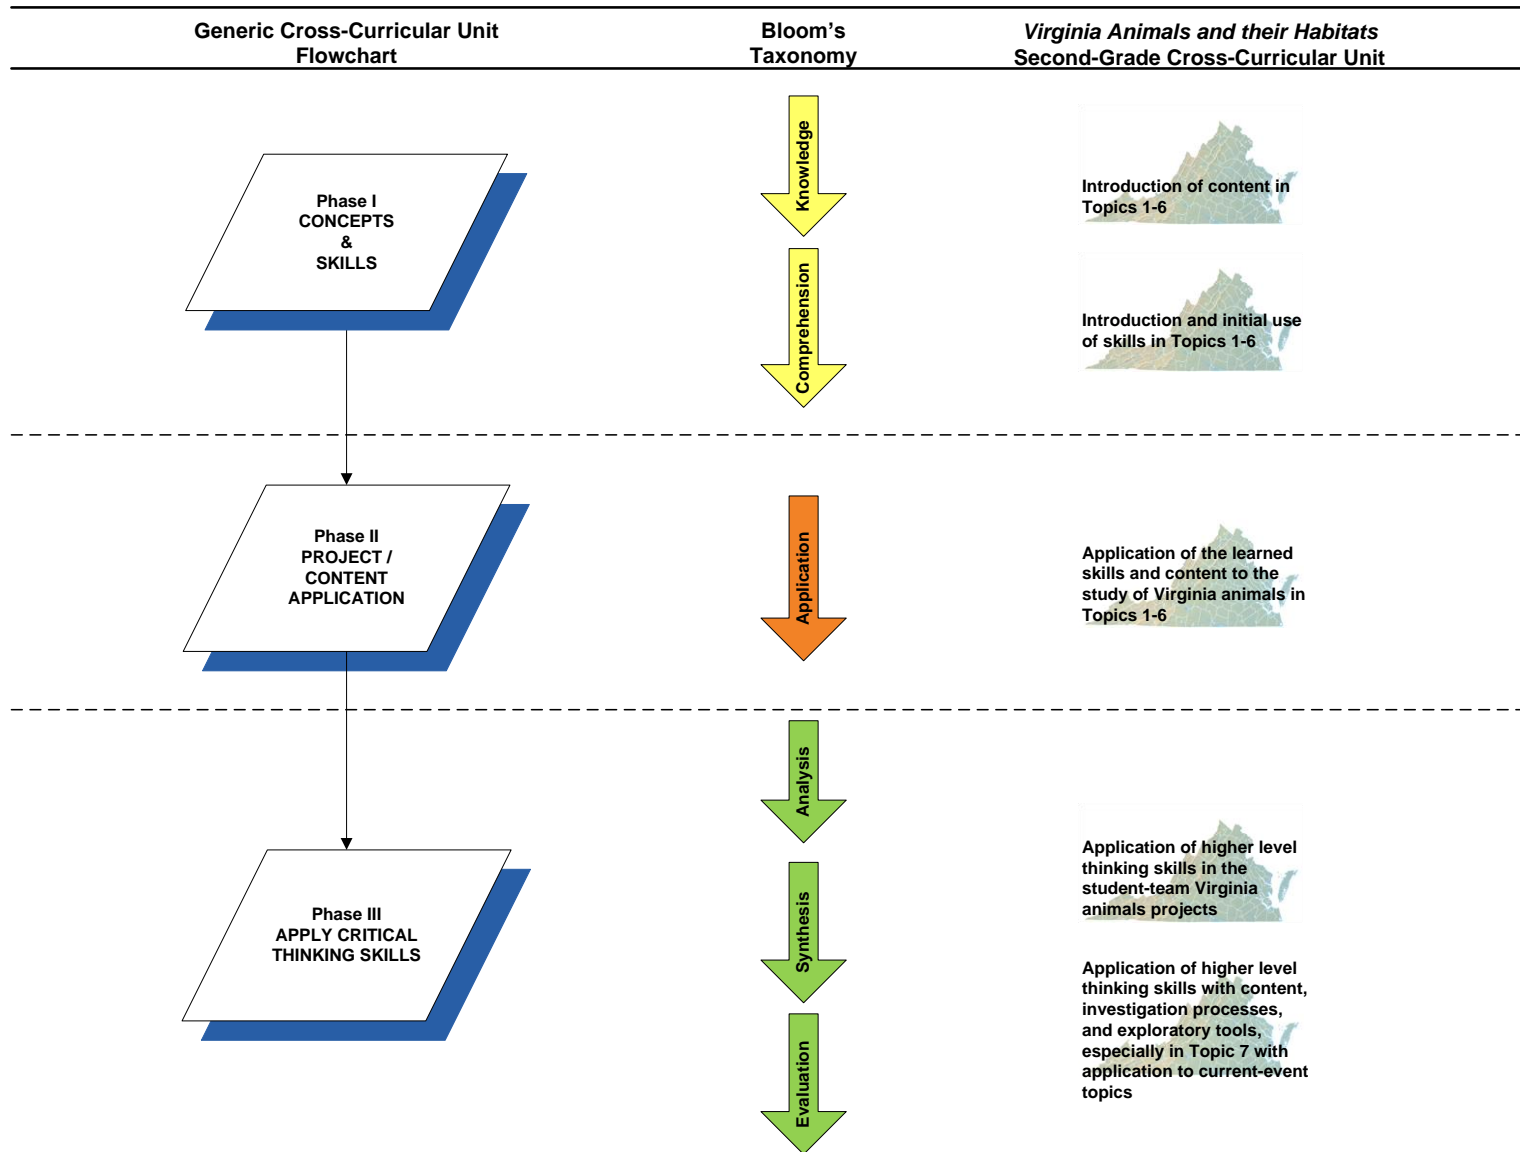 Generic Cross-Curricular Unit
Flowchart
Bloom's
Taxonomy
Virginia Animals and their Habitats
Second-Grade Cross-Curricular Unit
Phase I
CONCEPTS
&
SKILLS
Knowledge
Comprehension
Introduction of content in
Topics 1-6
Introduction and initial use
of skills in Topics 1-6
Phase II
PROJECT /
CONTENT
APPLICATION
Application
Application of the learned
skills and content to the
study of Virginia animals in
Topics 1-6
Phase III
APPLY CRITICAL
THINKING SKILLS
Analysis
Synthesis
Evaluation
Application of higher level
thinking skills in the
student-team Virginia
animals projects
Application of higher level
thinking skills with content,
investigation processes,
and exploratory tools,
especially in Topic 7 with
application to current-event
topics